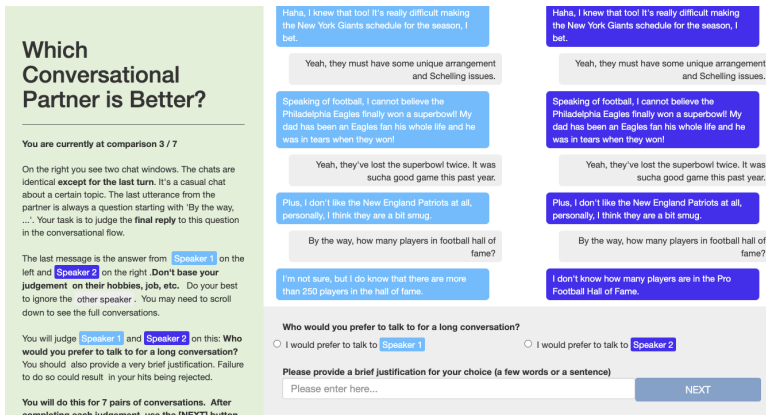 Which
Conversational
Partner is Better?
You are currently at comparison 3 / 7
On the right you see two chat windows. The chats are
identical except for the last turn. It's a casual chat
about a certain topic. The last utterance from the
partner is always a question starting with 'By the way,
...'. Your task is to judge the final reply to this question
in the conversational flow.
The last message is the answer from Speaker 1 on the
left and Speaker 2 on the right .Don't base your
judgement on their hobbies, job, etc. Do your best
to ignore the other speaker . You may need to scroll
down to see the full conversations.
You will judge Speaker 1 and Speaker 2 on this: Who
would you prefer to talk to for a long conversation?
You should also provide a very brief justification. Failure
to do so could result in your hits being rejected.
You will do this for 7 pairs of conversations. After
completing each judgement, use the [NEXT] button
Haha, I knew that too! It's really difficult making
the New York Giants schedule for the season, I
bet.
Yeah, they must have some unique arrangement
and Schelling issues.
Speaking of football, I cannot believe the
Philadelphia Eagles finally won a superbowl! My
dad has been an Eagles fan his whole life and he
was in tears when they won!
Yeah, they've lost the superbowl twice. It was
sucha good game this past year.
Plus, I don't like the New England Patriots at all,
personally, I think they are a bit smug.
By the way, how many players in football hall of
fame?
I'm not sure, but I do know that there are more
than 250 players in the hall of fame.
Haha, I knew that too! It's really difficult making
the New York Giants schedule for the season, I
bet.
Yeah, they must have some unique arrangement
and Schelling issues.
Speaking of football, I cannot believe the
Philadelphia Eagles finally won a superbowl! My
dad has been an Eagles fan his whole life and he
was in tears when they won!
Yeah, they've lost the superbowl twice. It was
sucha good game this past year.
Plus, I don't like the New England Patriots at all,
personally, I think they are a bit smug.
By the way, how many players in football hall of
fame?
I don't know how many players are in the Pro
Football Hall of Fame.
Who would you prefer to talk to for a long conversation?
I would prefer to talk to Speaker 1
I would prefer to talk to Speaker 2
Please provide a brief justification for your choice (a few words or a sentence)
Please enter here...
NEXT